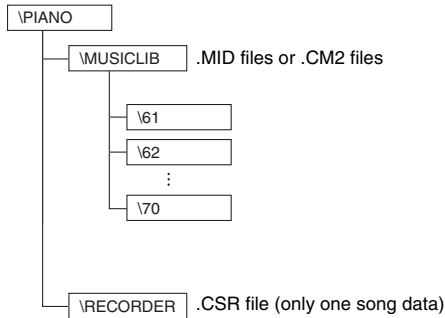 \PIANO
\MUSICLIB .MID files or .CM2 files
\61
\62
⋮
\70
\RECORDER .CSR file (only one song data)